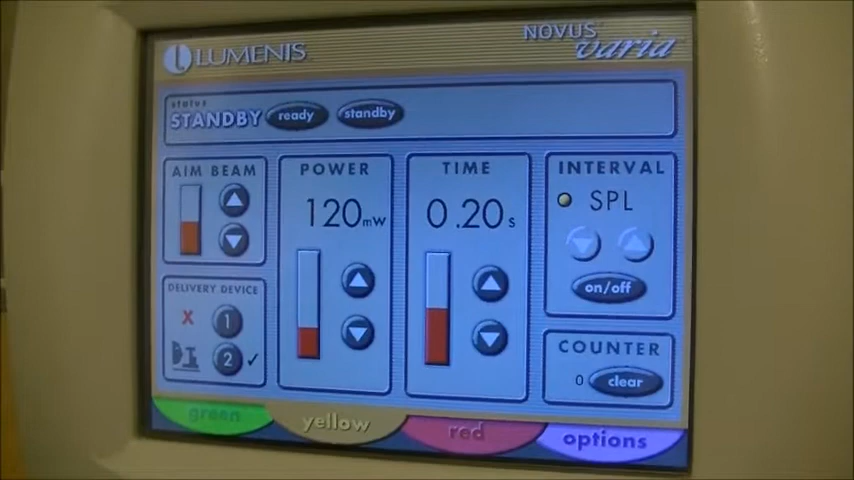 LUMENIS
NOVUS varia
status
STANDBY ready standby
AIM BEAM
POWER
120mW
TIME
0.20s
INTERVAL
SPL
on/off
DELIVERY DEVICE
X 1
2 ✓
COUNTER
0 clear
green yellow red options